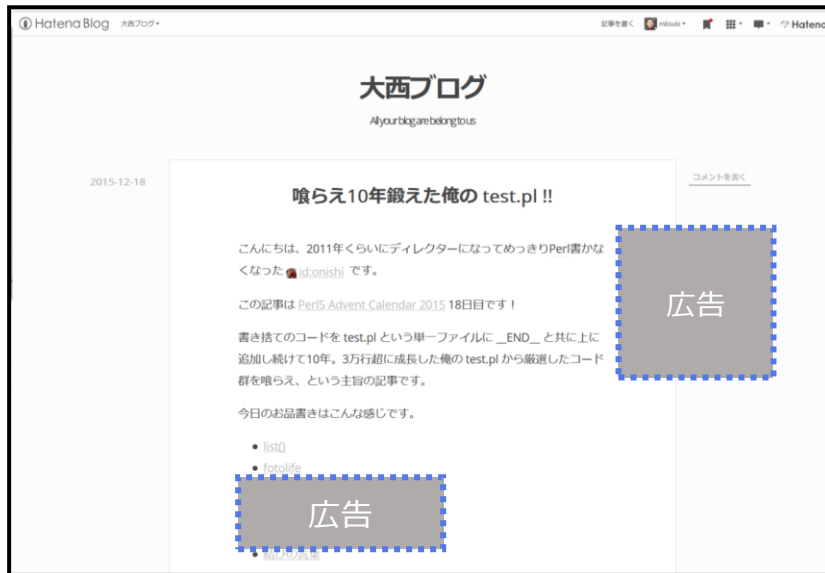 Hatena Blog 大西ブログ 記事を書く mitsuki Hatena
大西ブログ
All your blog are belong to us
2015-12-18
コメントを書く
喰らえ10年鍛えた俺の test.pl !!
こんにちは、2011年くらいにディレクターになってめっきりPerl書かな
くなった id:onishi です。
広告
この記事は Perl5 Advent Calendar 2015 18日目です！
書き捨てのコードを test.pl という単一ファイルに __END__ と共に上に
追加し続けて10年。3万行超に成長した俺の test.pl から厳選したコード
群を喰らえ、という主旨の記事です。
今日のお品書きはこんな感じです。
list()
fotolife
広告
結びの言葉